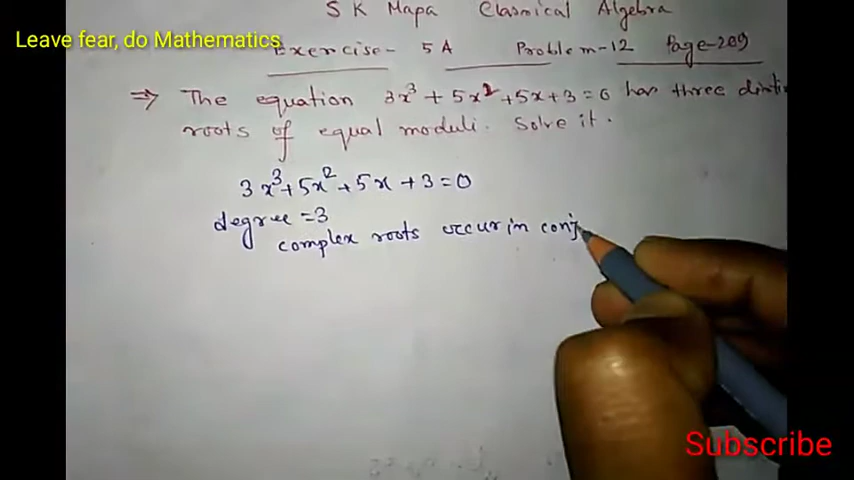 S K Mapa Classical Algebra
Leave fear, do Mathematics
Exercise- 5A Problem-12 Page-209
⇒ The equation 3x³ + 5x² + 5x + 3 = 0 has three
roots of equal moduli. Solve it.
3x³ + 5x² + 5x + 3 = 0
degree = 3
complex roots occur in conj
Subscribe